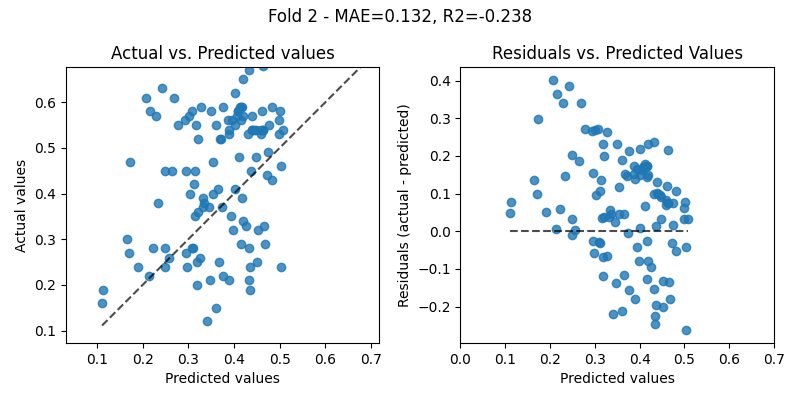 Fold 2 - MAE=0.132, R2=-0.238
Actual vs. Predicted values
Actual values
0.6
0.5
0.4
0.3
0.2
0.1
0.1 0.2 0.3 0.4 0.5 0.6 0.7
Predicted values
Residuals vs. Predicted Values
Residuals (actual - predicted)
0.4
0.3
0.2
0.1
0.0
−0.1
−0.2
0.0 0.1 0.2 0.3 0.4 0.5 0.6 0.7
Predicted values